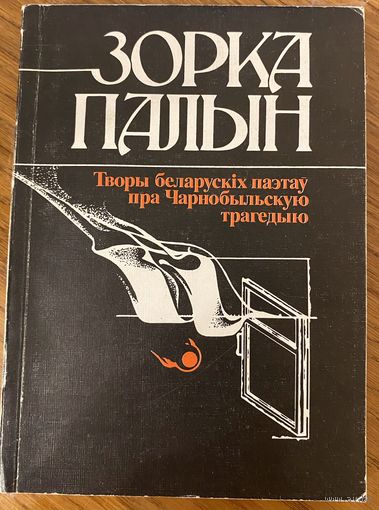 ЗОРКА
ПАЛЫН
Творы беларускіх паэтаў
пра Чарнобыльскую
трагедыю